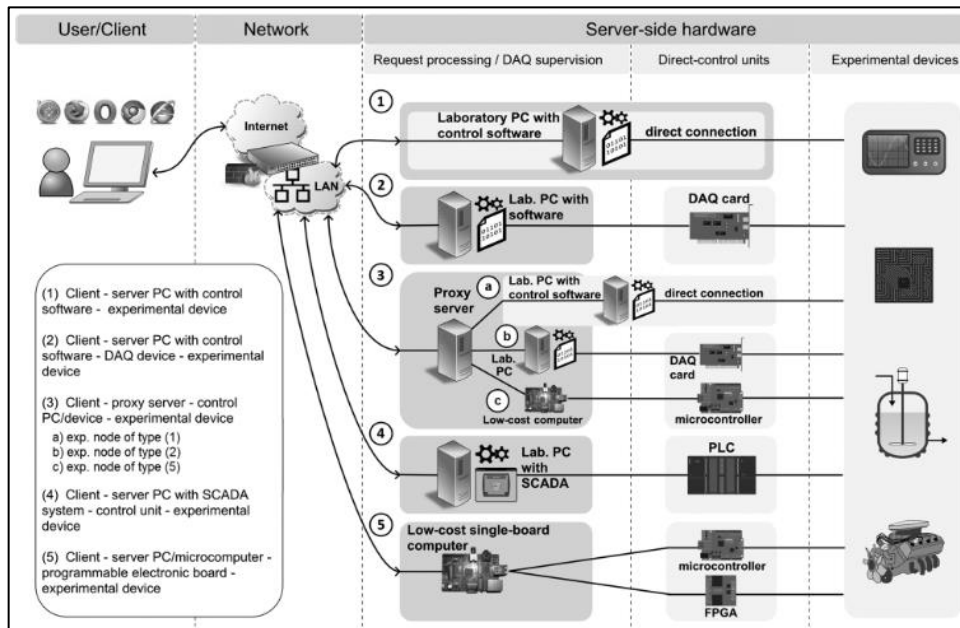 User/Client
Network
Server-side hardware
Request processing / DAQ supervision
Direct-control units
Experimental devices
Internet
LAN
1
Laboratory PC with
control software
01101
10101
direct connection
2
Lab. PC with
software
01101
10101
DAQ card
3
Proxy
server
a
Lab. PC with
control software
direct connection
b
Lab.
PC
DAQ
card
c
Low-cost computer
microcontroller
4
Lab. PC
with
SCADA
PLC
5
Low-cost single-board
computer
microcontroller
FPGA
(1) Client - server PC with control
software - experimental device
(2) Client - server PC with control
software - DAQ device - experimental
device
(3) Client - proxy server - control
PC/device - experimental device
a) exp. node of type (1)
b) exp. node of type (2)
c) exp. node of type (5)
(4) Client - server PC with SCADA
system - control unit - experimental
device
(5) Client - server PC/microcomputer -
programmable electronic board -
experimental device